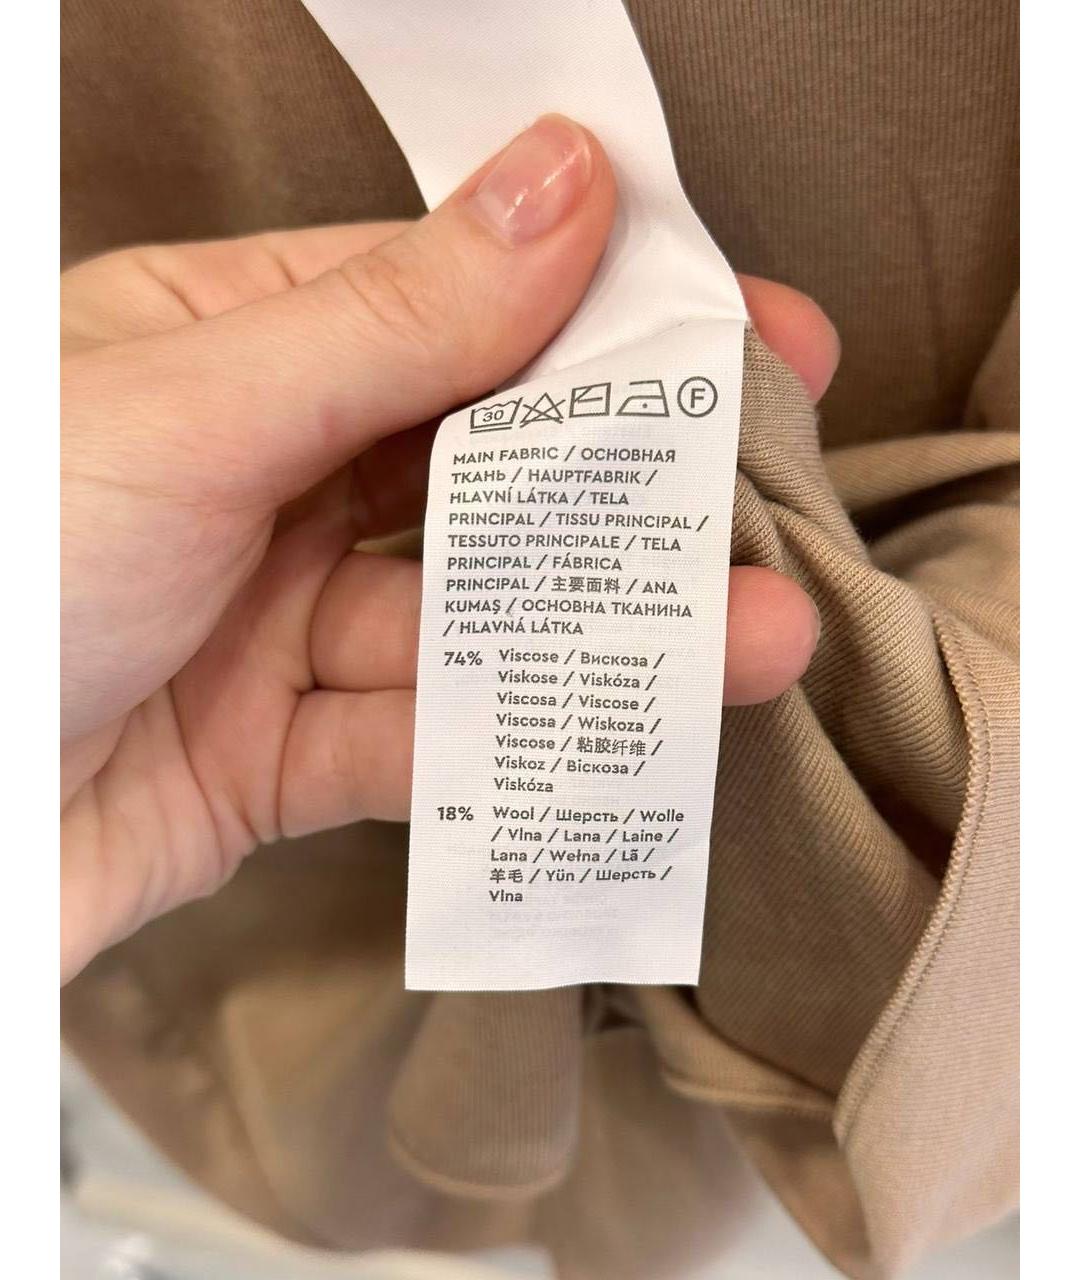 30 F
MAIN FABRIC / ОСНОВНАЯ
ТКАНЬ / HAUPTFABRIK /
HLAVNÍ LÁTKA / TELA
PRINCIPAL / TISSU PRINCIPAL /
TESSUTO PRINCIPALE / TELA
PRINCIPAL / FÁBRICA
PRINCIPAL / 主要面料 / ANA
KUMAŞ / ОСНОВНА ТКАНИНА
/ HLAVNÁ LÁTKA
74% Viscose / Вискоза /
Viskose / Viskóza /
Viscosa / Viscose /
Viscosa / Wiskoza /
Viscose / 粘胶纤维 /
Viskoz / Віскоза /
Viskóza
18% Wool / Шерсть / Wolle
/ Vlna / Lana / Laine /
Lana / Wełna / Lã /
羊毛 / Yün / Шерсть /
Vlna